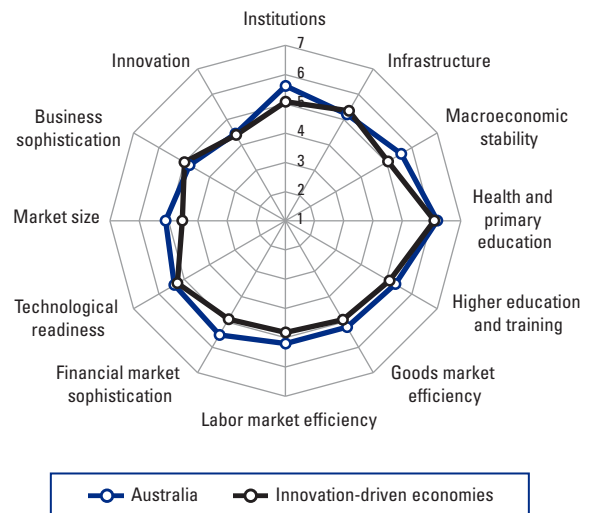 Institutions
7
Innovation
Infrastructure
6
5
Business
sophistication
Macroeconomic
stability
4
3
2
Market size
1
Health and
primary
education
Technological
readiness
Higher education
and training
Financial market
sophistication
Goods market
efficiency
Labor market efficiency
Australia
Innovation-driven economies